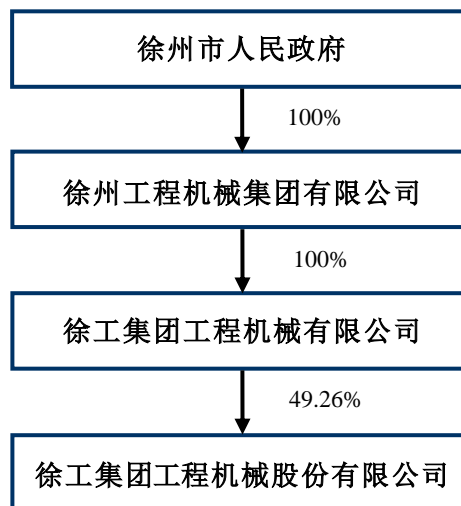 徐州市人民政府
100%
徐州工程机械集团有限公司
100%
徐工集团工程机械有限公司
49.26%
徐工集团工程机械股份有限公司